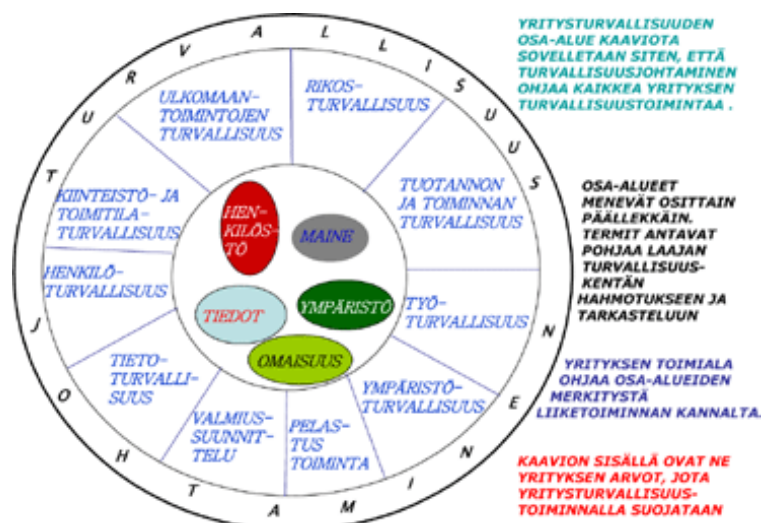 TURVALLISUUSJOHTAMINEN
RIKOS-
TURVALLISUUS
TUOTANNON
JA TOIMINNAN
TURVALLISUUS
TYÖ-
TURVALLISUUS
YMPÄRISTÖ-
TURVALLISUUS
PELAS-
TUS
TOIMINTA
VALMIUS-
SUUNNIT-
TELU
TIETO-
TURVALLI-
SUUS
HENKILÖ-
TURVALLISUUS
KIINTEISTÖ- JA
TOIMITILA-
TURVALLISUUS
ULKOMAAN-
TOIMINTOJEN
TURVALLISUUS
HEN-
KILÖS-
TÖ
MAINE
TIEDOT
YMPÄRISTÖ
OMAISUUS
YRITYSTURVALLISUUDEN
OSA-ALUE KAAVIOTA
SOVELLETAAN SITEN, ETTÄ
TURVALLISUUSJOHTAMINEN
OHJAA KAIKKEA YRITYKSEN
TURVALLISUUSTOIMINTAA .
OSA-ALUEET
MENEVÄT OSITTAIN
PÄÄLLEKKÄIN.
TERMIT ANTAVAT
POHJAA LAAJAN
TURVALLISUUS-
KENTÄN
HAHMOTUKSEEN JA
TARKASTELUUN
YRITYKSEN TOIMIALA
OHJAA OSA-ALUEIDEN
MERKITYSTÄ
LIIKETOIMINNAN KANNALTA.
KAAVION SISÄLLÄ OVAT NE
YRITYKSEN ARVOT, JOTA
YRITYSTURVALLISUUS-
TOIMINNALLA SUOJATAAN